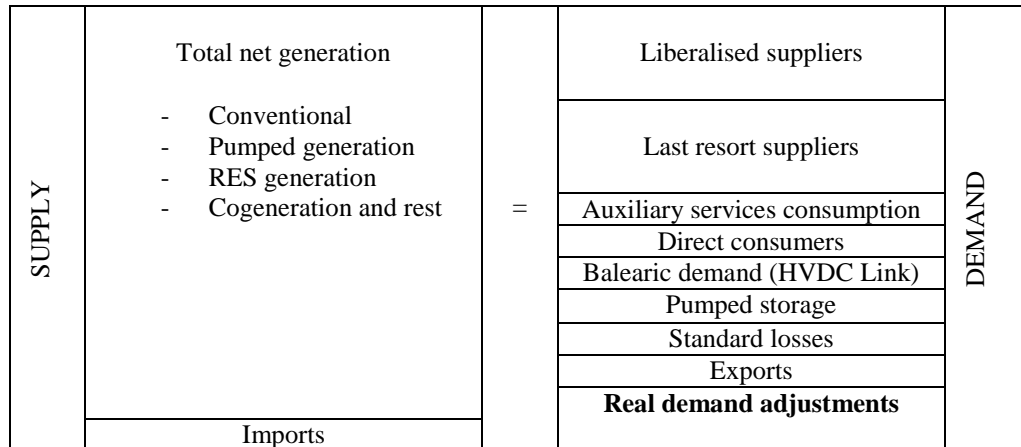 SUPPLY
Total net generation
- Conventional
- Pumped generation
- RES generation
- Cogeneration and rest
Imports
=
Liberalised suppliers
Last resort suppliers
Auxiliary services consumption
Direct consumers
Balearic demand (HVDC Link)
Pumped storage
Standard losses
Exports
Real demand adjustments
DEMAND